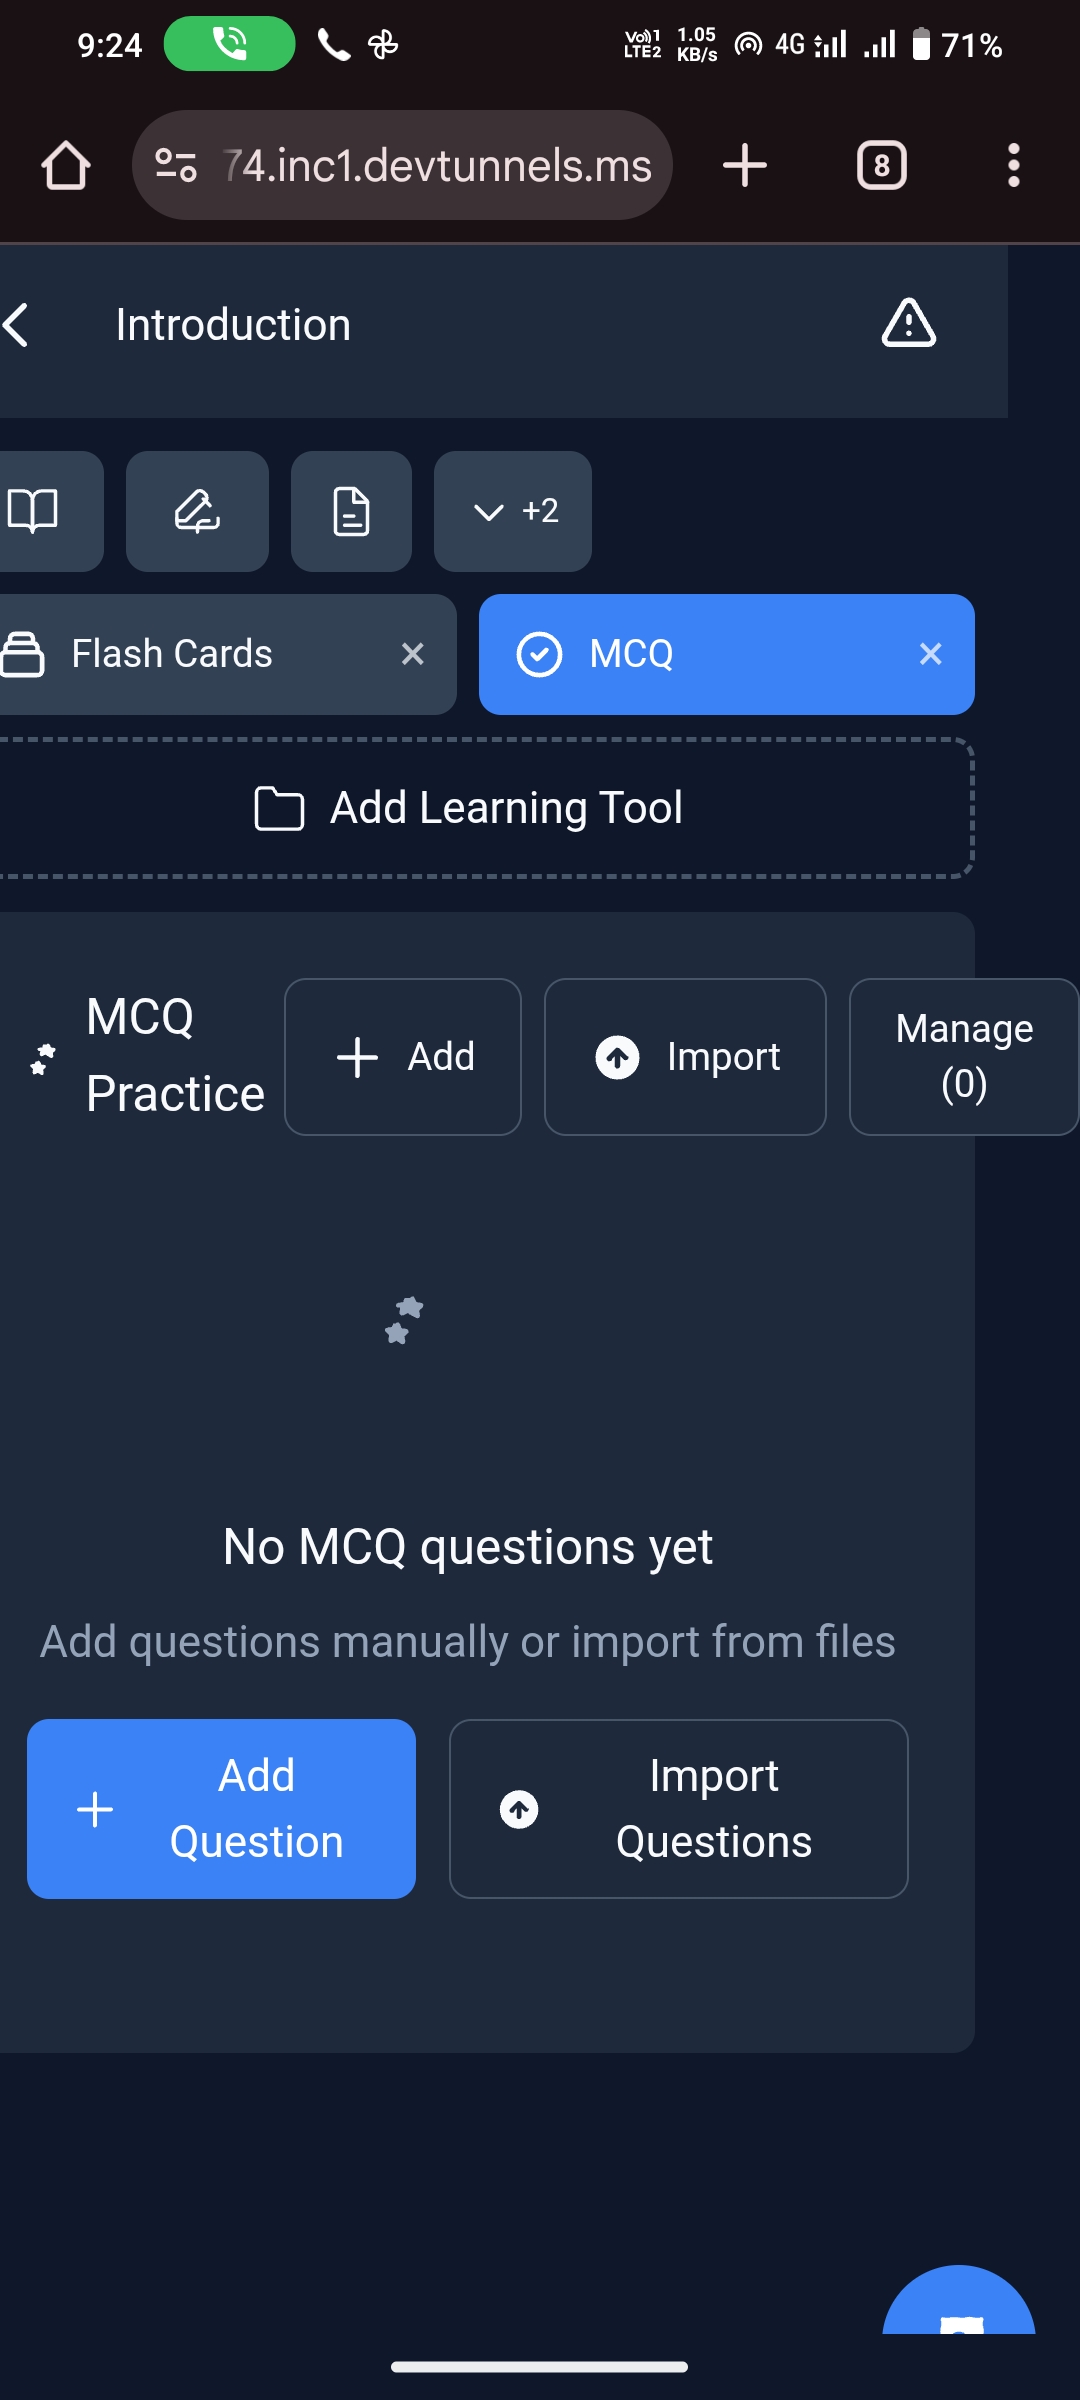 9:24
Vo)) 1
LTE2
1.05
KB/s
4G
71%
74.inc1.devtunnels.ms
8
Introduction
+2
Flash Cards ×
MCQ ×
Add Learning Tool
MCQ
Practice
Add
Import
Manage
(0)
No MCQ questions yet
Add questions manually or import from files
Add
Question
Import
Questions